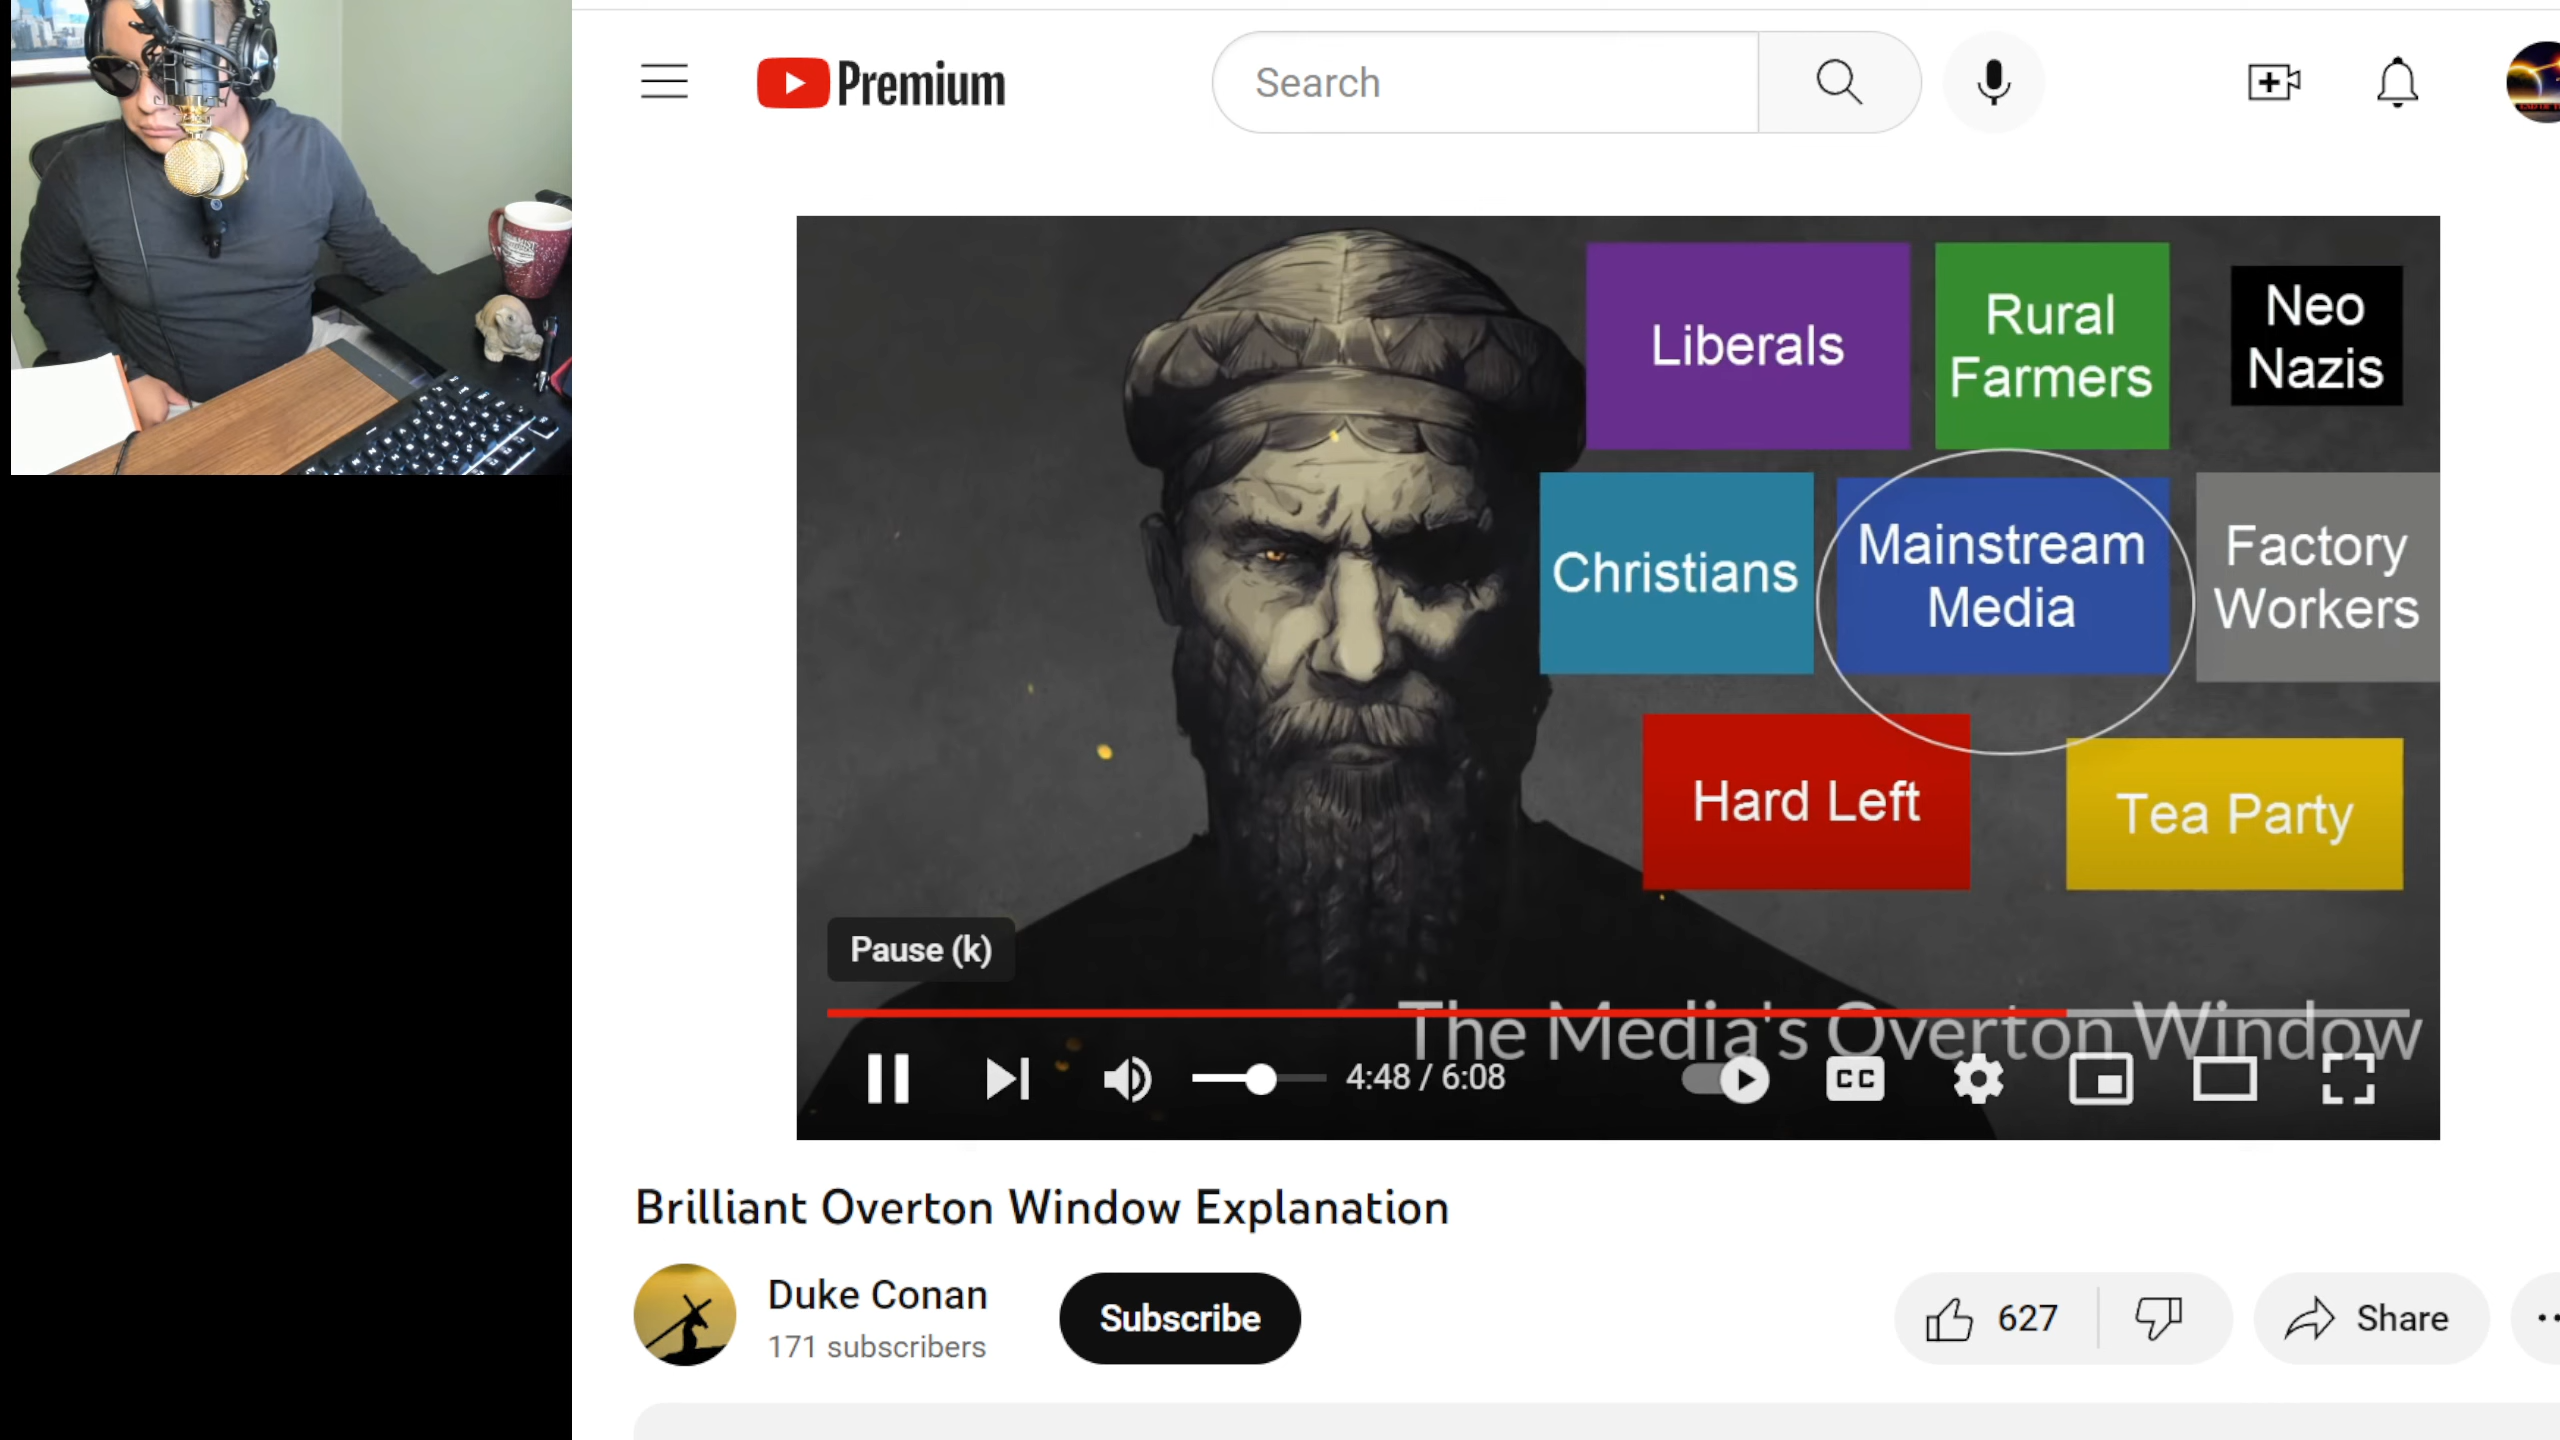 Premium
Search
Liberals
Rural
Farmers
Neo
Nazis
Christians
Mainstream
Media
Factory
Workers
Hard Left
Tea Party
Pause (k)
The Media's Overton Window
4:48 / 6:08
CC
Brilliant Overton Window Explanation
Duke Conan
171 subscribers
Subscribe
627
Share